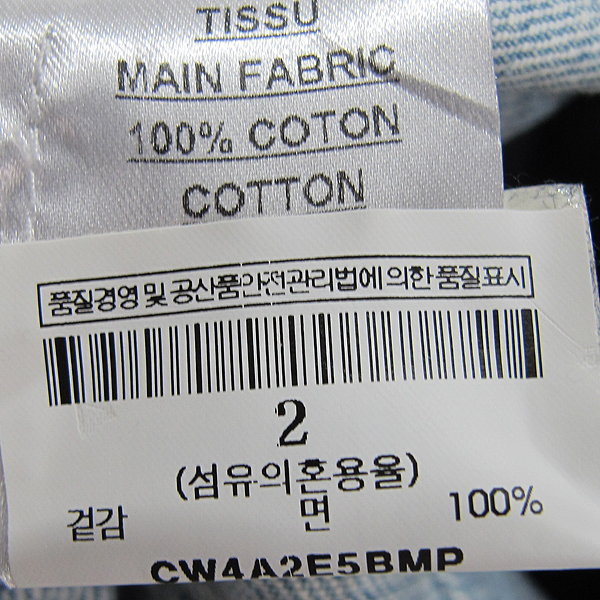 TISSU
MAIN FABRIC
100% COTON
COTTON
품질경영 및 공산품안전관리법에 의한 품질표시
2
(섬유의혼용율)
겉감 면 100%
CW4A2E5BMP